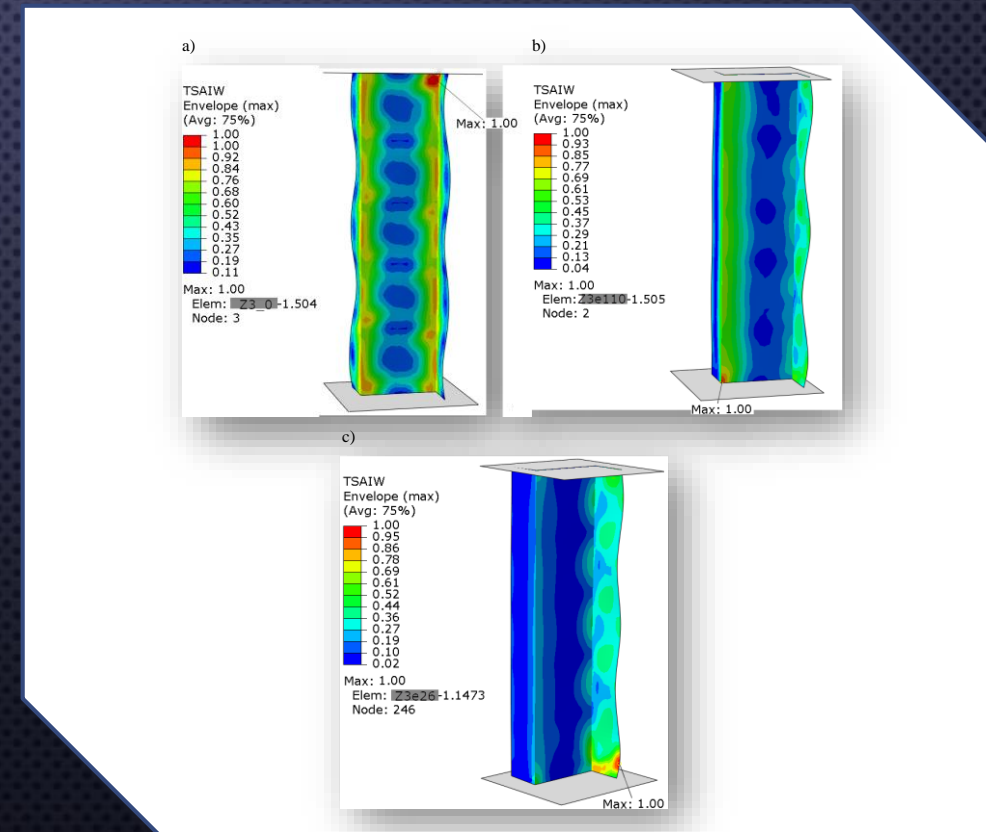 a)
TSAIW
Envelope (max)
(Avg: 75%)
1.00
1.00
0.92
0.84
0.76
0.68
0.60
0.52
0.43
0.35
0.27
0.19
0.11
Max: 1.00
Elem: Z3_0-1.504
Node: 3
Max: 1.00
b)
TSAIW
Envelope (max)
(Avg: 75%)
1.00
0.93
0.85
0.77
0.69
0.61
0.53
0.45
0.37
0.29
0.21
0.13
0.04
Max: 1.00
Elem:Z3e110-1.505
Node: 2
Max: 1.00
c)
TSAIW
Envelope (max)
(Avg: 75%)
1.00
0.95
0.86
0.78
0.69
0.61
0.52
0.44
0.36
0.27
0.19
0.10
0.02
Max: 1.00
Elem: Z3e26-1.1473
Node: 246
Max: 1.00